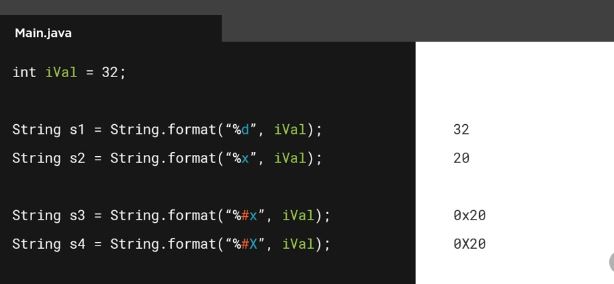 Main.java
int iVal = 32;
String s1 = String.format(“%d”, iVal); 32
String s2 = String.format(“%x”, iVal); 20
String s3 = String.format(“%#x”, iVal); 0x20
String s4 = String.format(“%#X”, iVal); 0X20